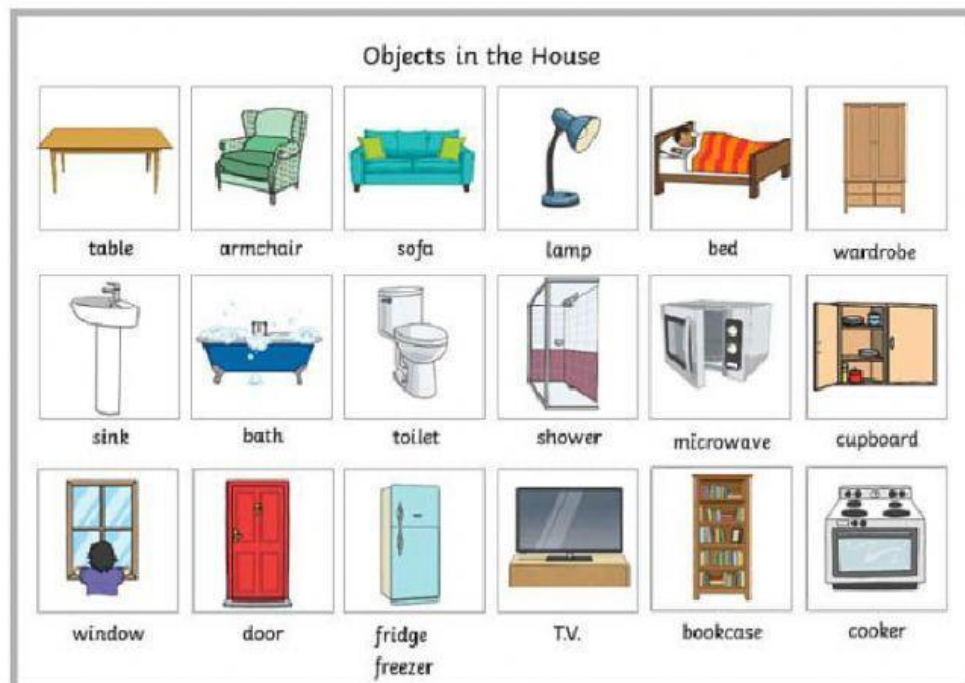 Objects in the House
table armchair sofa lamp bed wardrobe
sink bath toilet shower microwave cupboard
window door fridge freezer T.V. bookcase cooker